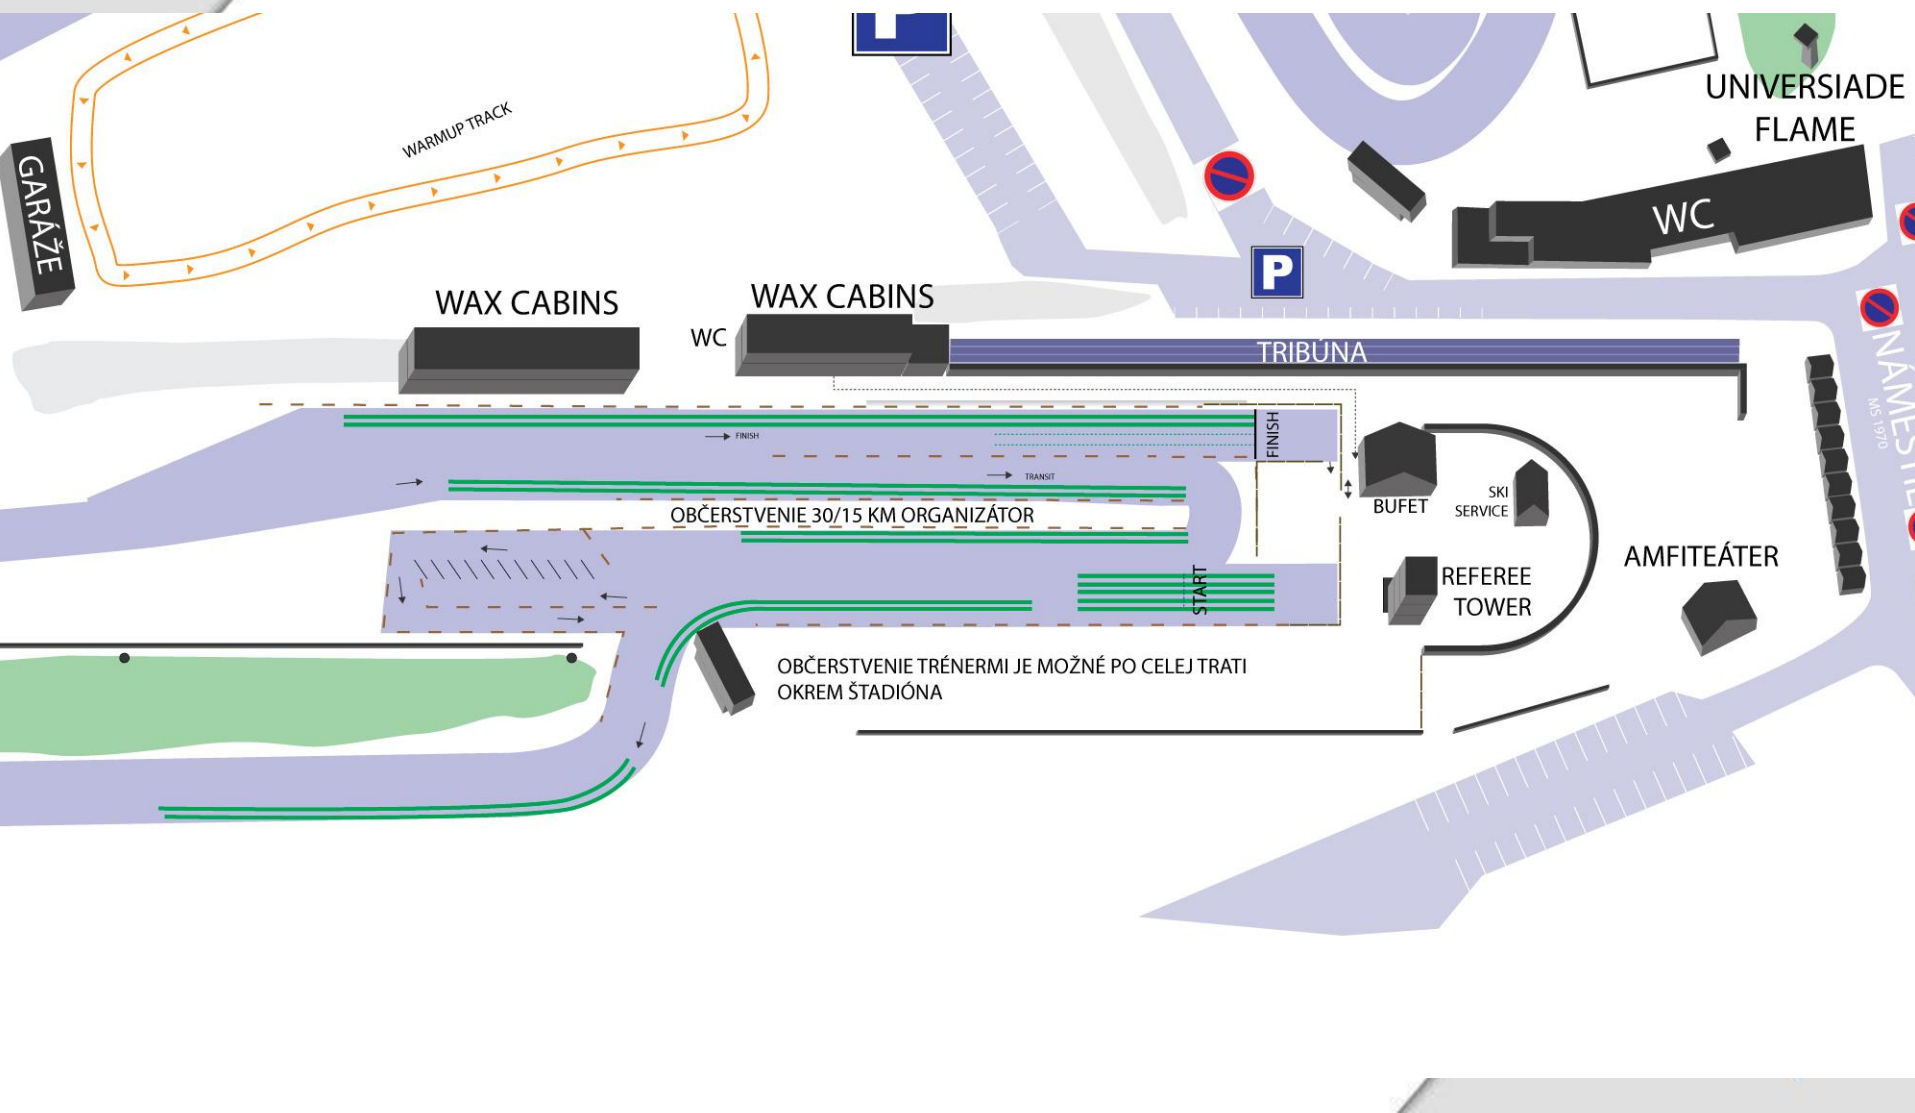 P
UNIVERSIADE
FLAME
WARMUP TRACK
GARÁŽE
WC
P
WAX CABINS
WAX CABINS
WC
TRIBÚNA
NÁMESTIE
MS 1970
FINISH
FINISH
TRANSIT
BUFET
SKI
SERVICE
OBČERSTVENIE 30/15 KM ORGANIZÁTOR
START
REFEREE
TOWER
AMFITEÁTER
OBČERSTVENIE TRÉNERMI JE MOŽNÉ PO CELEJ TRATI
OKREM ŠTADIÓNA